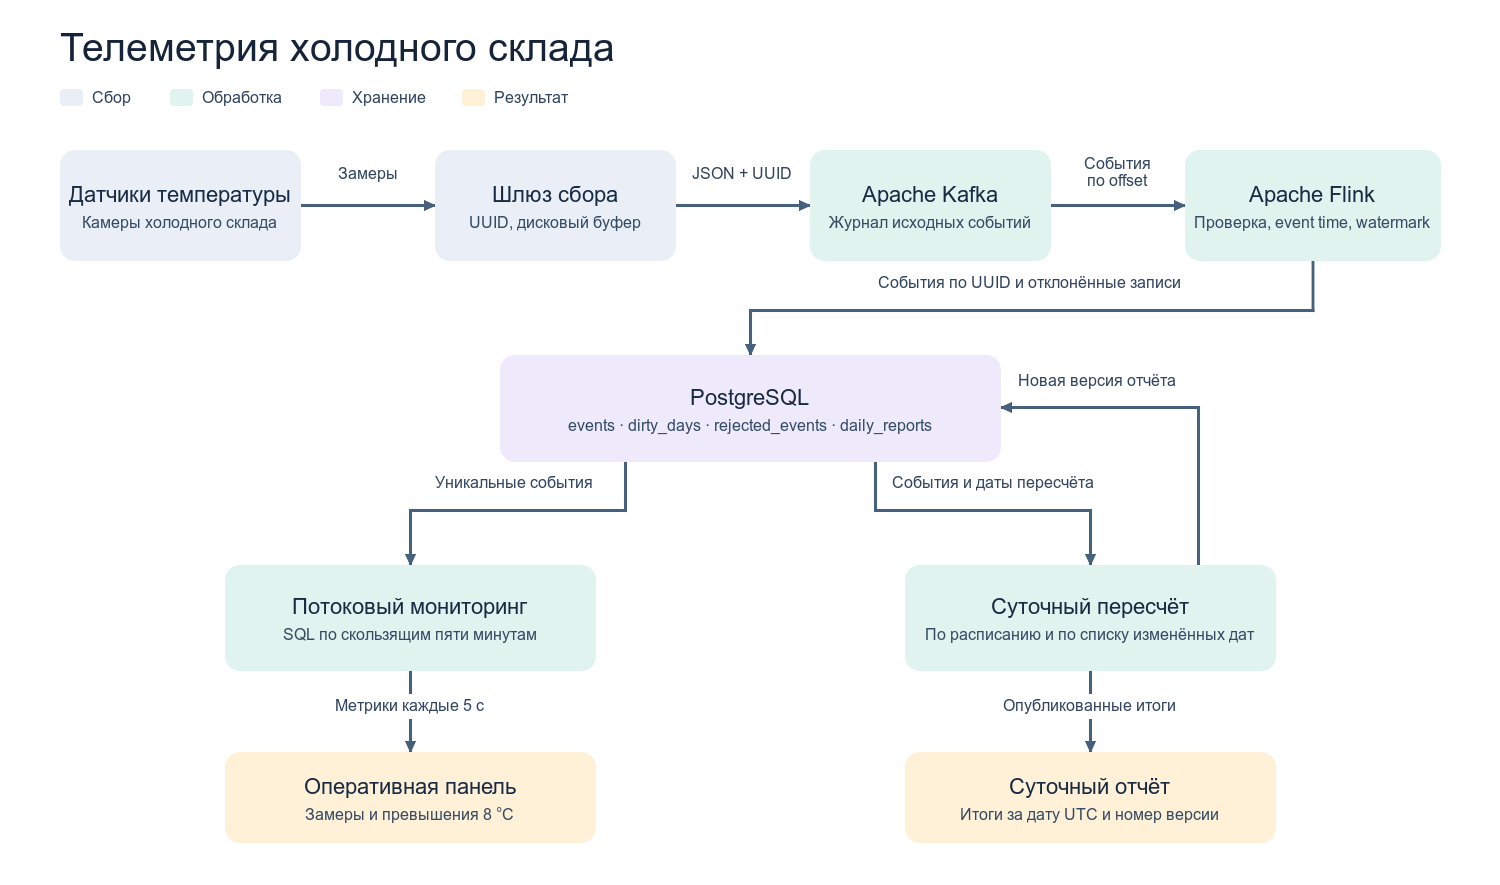 Телеметрия холодного склада
Сбор
Обработка
Хранение
Результат
Датчики температуры
Камеры холодного склада
Замеры
Шлюз сбора
UUID, дисковый буфер
JSON + UUID
Apache Kafka
Журнал исходных событий
События
по offset
Apache Flink
Проверка, event time, watermark
События по UUID и отклонённые записи
PostgreSQL
events · dirty_days · rejected_events · daily_reports
Новая версия отчёта
Уникальные события
События и даты пересчёта
Потоковый мониторинг
SQL по скользящим пяти минутам
Суточный пересчёт
По расписанию и по списку изменённых дат
Метрики каждые 5 с
Опубликованные итоги
Оперативная панель
Замеры и превышения 8 °C
Суточный отчёт
Итоги за дату UTC и номер версии